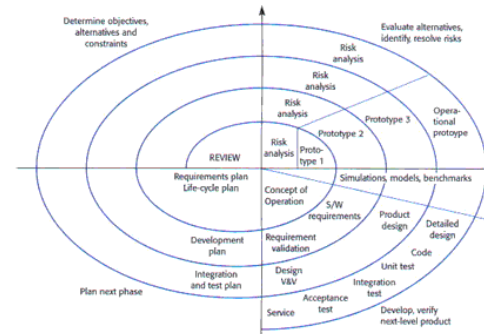 Determine objectives,
alternatives and
constraints
Evaluate alternatives,
identify, resolve risks
Risk
analysis
Risk
analysis
Risk
analysis
Risk
analysis
Proto-
type 1
Prototype 2
Prototype 3
Opera-
tional
protoype
REVIEW
Requirements plan
Life-cycle plan
Simulations, models, benchmarks
Concept of
Operation
S/W
requirements
Product
design
Detailed
design
Development
plan
Requirement
validation
Code
Unit test
Integration
and test plan
Design
V&V
Integration
test
Plan next phase
Acceptance
test
Service
Develop, verify
next-level product